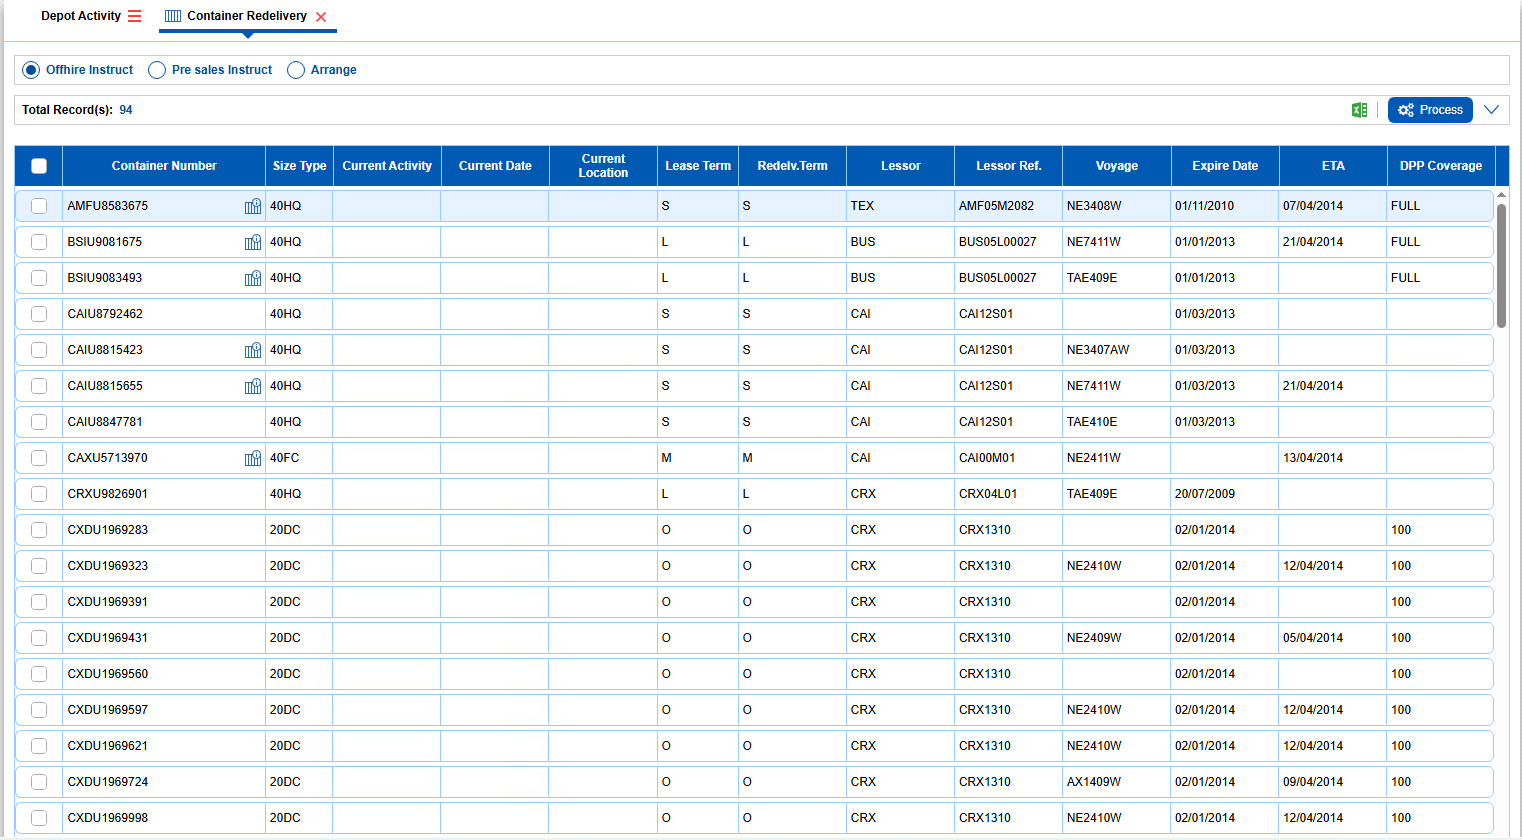 Depot Activity Container Redelivery
Offhire Instruct Pre sales Instruct Arrange
Total Record(s): 94 Process
Container Number Size Type Current Activity Current Date Current Location Lease Term Redelv.Term Lessor Lessor Ref. Voyage Expire Date ETA DPP Coverage
AMFU8583675 40HQ S S TEX AMF05M2082 NE3408W 01/11/2010 07/04/2014 FULL
BSIU9081675 40HQ L L BUS BUS05L00027 NE7411W 01/01/2013 21/04/2014 FULL
BSIU9083493 40HQ L L BUS BUS05L00027 TAE409E 01/01/2013 FULL
CAIU8792462 40HQ S S CAI CAI12S01 01/03/2013
CAIU8815423 40HQ S S CAI CAI12S01 NE3407AW 01/03/2013
CAIU8815655 40HQ S S CAI CAI12S01 NE7411W 01/03/2013 21/04/2014
CAIU8847781 40HQ S S CAI CAI12S01 TAE410E 01/03/2013
CAXU5713970 40FC M M CAI CAI00M01 NE2411W 13/04/2014
CRXU9826901 40HQ L L CRX CRX04L01 TAE409E 20/07/2009
CXDU1969283 20DC O O CRX CRX1310 02/01/2014 100
CXDU1969323 20DC O O CRX CRX1310 NE2410W 02/01/2014 12/04/2014 100
CXDU1969391 20DC O O CRX CRX1310 02/01/2014 100
CXDU1969431 20DC O O CRX CRX1310 NE2409W 02/01/2014 05/04/2014 100
CXDU1969560 20DC O O CRX CRX1310 02/01/2014 100
CXDU1969597 20DC O O CRX CRX1310 NE2410W 02/01/2014 12/04/2014 100
CXDU1969621 20DC O O CRX CRX1310 NE2410W 02/01/2014 12/04/2014 100
CXDU1969724 20DC O O CRX CRX1310 AX1409W 02/01/2014 09/04/2014 100
CXDU1969998 20DC O O CRX CRX1310 NE2410W 02/01/2014 12/04/2014 100